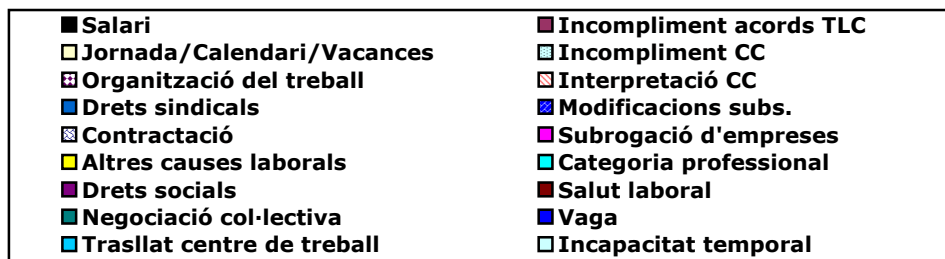 Salari
Jornada/Calendari/Vacances
Organització del treball
Drets sindicals
Contractació
Altres causes laborals
Drets socials
Negociació col·lectiva
Trasllat centre de treball
Incompliment acords TLC
Incompliment CC
Interpretació CC
Modificacions subs.
Subrogació d'empreses
Categoria professional
Salut laboral
Vaga
Incapacitat temporal